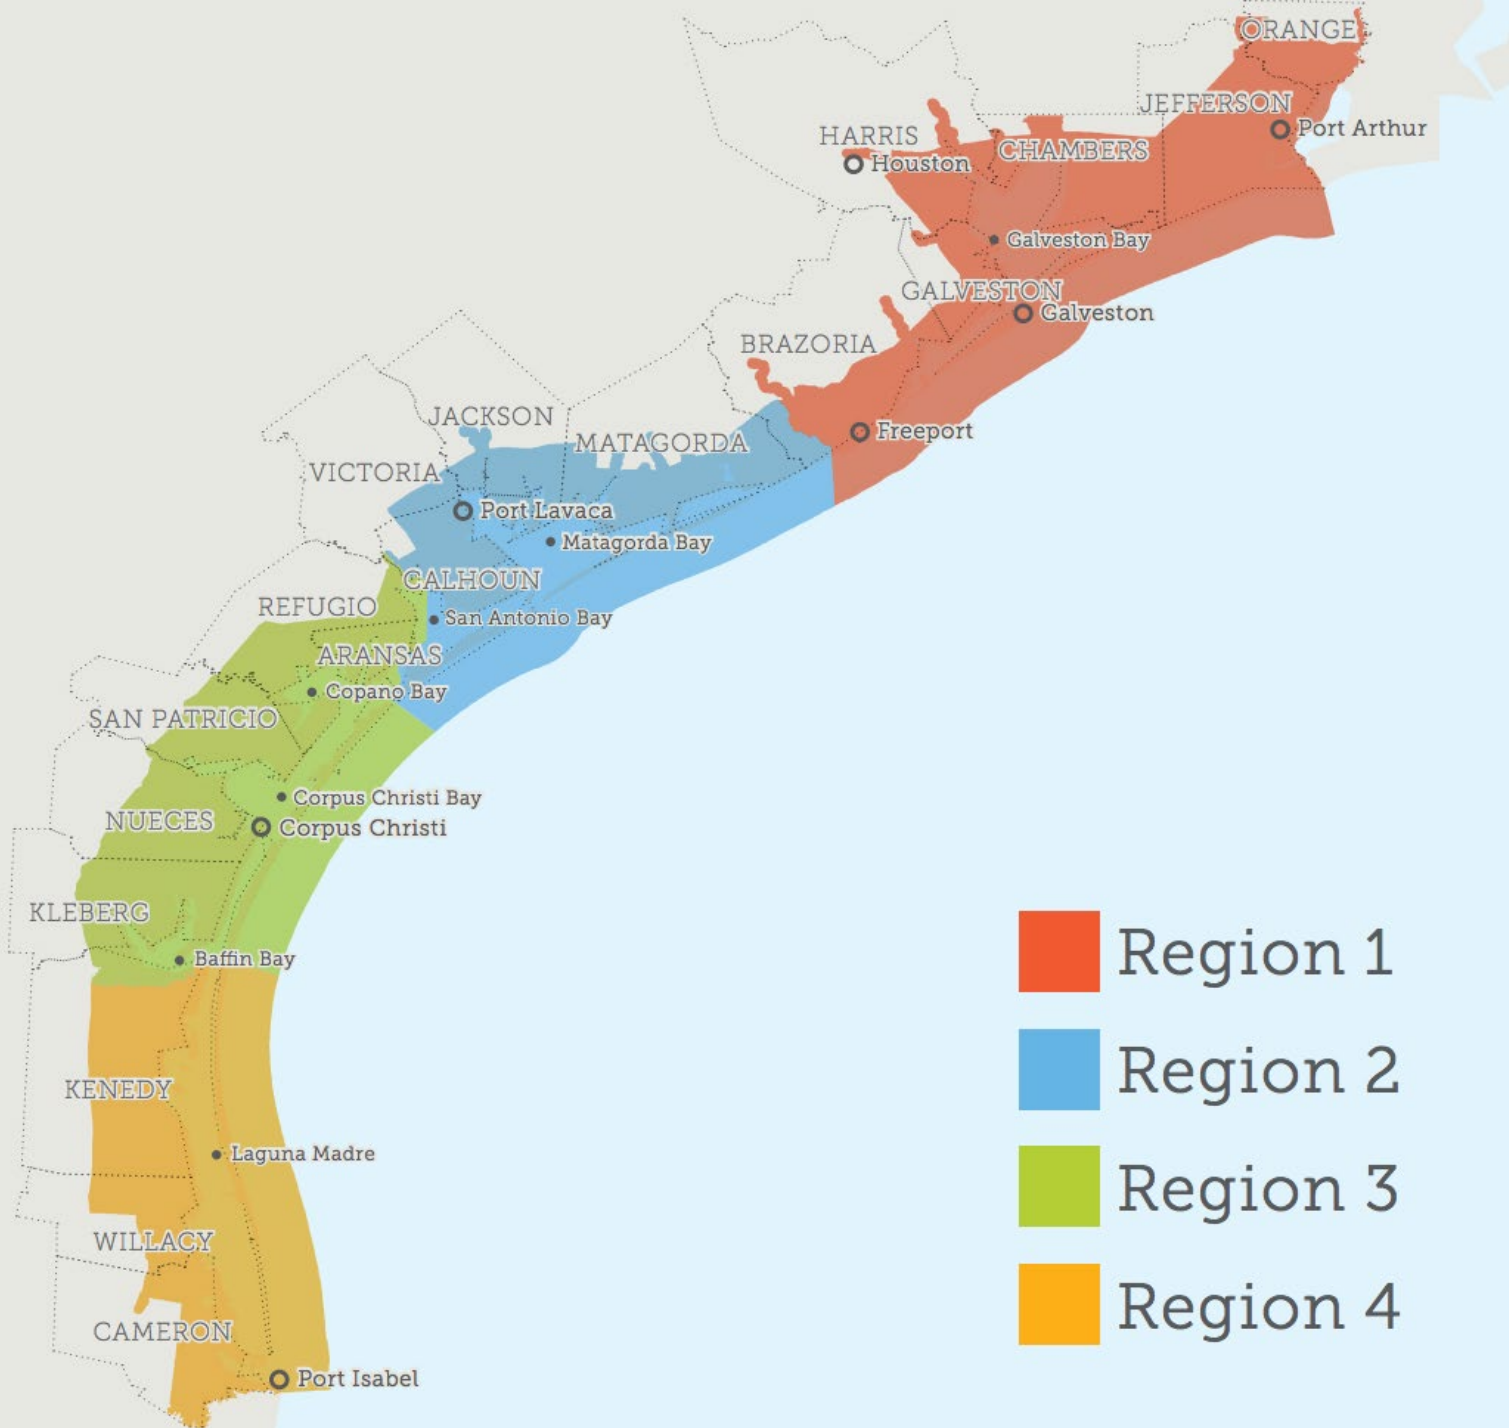 ORANGE
JEFFERSON
Port Arthur
HARRIS
CHAMBERS
Houston
Galveston Bay
GALVESTON
Galveston
BRAZORIA
JACKSON
MATAGORDA
Freeport
VICTORIA
Port Lavaca
Matagorda Bay
CALHOUN
REFUGIO
San Antonio Bay
ARANSAS
Copano Bay
SAN PATRICIO
Corpus Christi Bay
NUECES
Corpus Christi
KLEBERG
Baffin Bay
KENEDY
Laguna Madre
WILLACY
CAMERON
Port Isabel
Region 1
Region 2
Region 3
Region 4